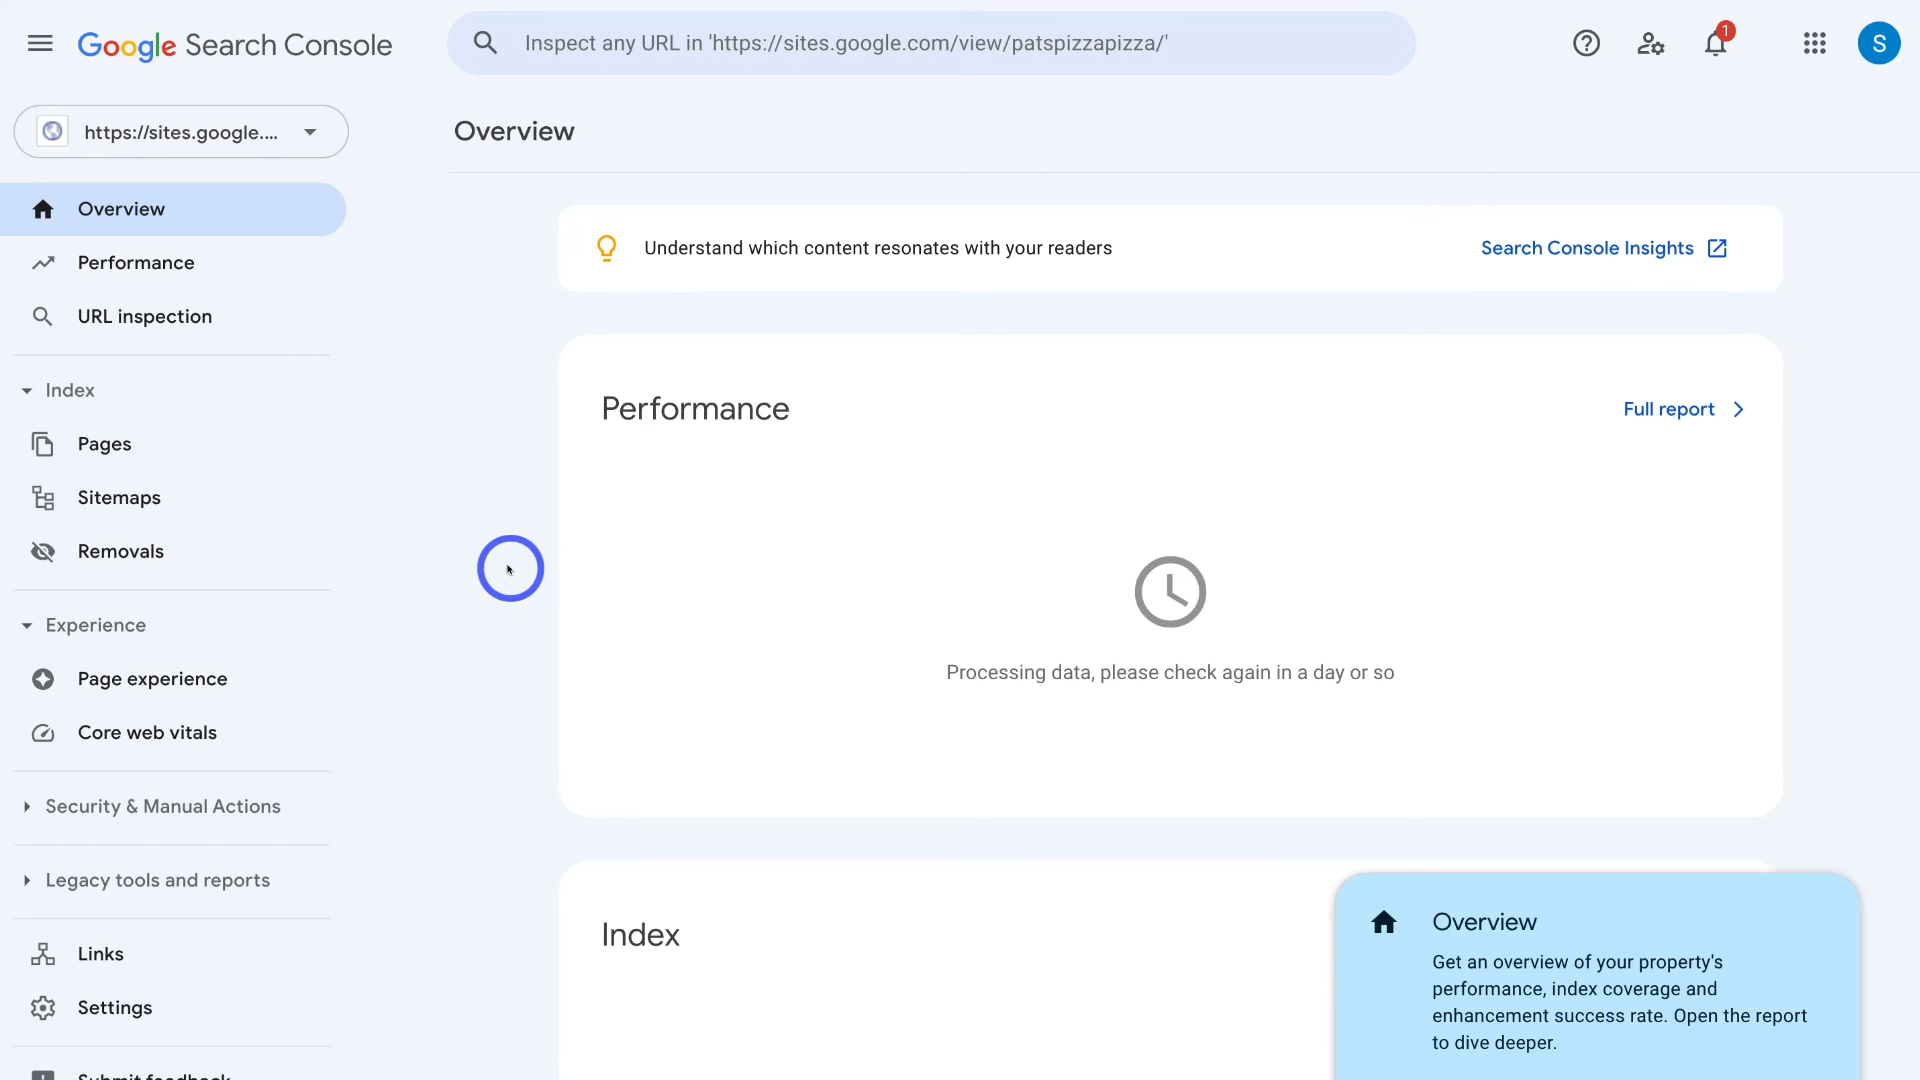 Google Search Console
Inspect any URL in 'https://sites.google.com/view/patspizzapizza/'
1
S
https://sites.google....
Overview
Overview
Performance
URL inspection
Index
Pages
Sitemaps
Removals
Experience
Page experience
Core web vitals
Security & Manual Actions
Legacy tools and reports
Links
Settings
Submit feedback
Understand which content resonates with your readers
Search Console Insights
Performance
Full report
Processing data, please check again in a day or so
Index
Overview
Get an overview of your property's
performance, index coverage and
enhancement success rate. Open the report
to dive deeper.